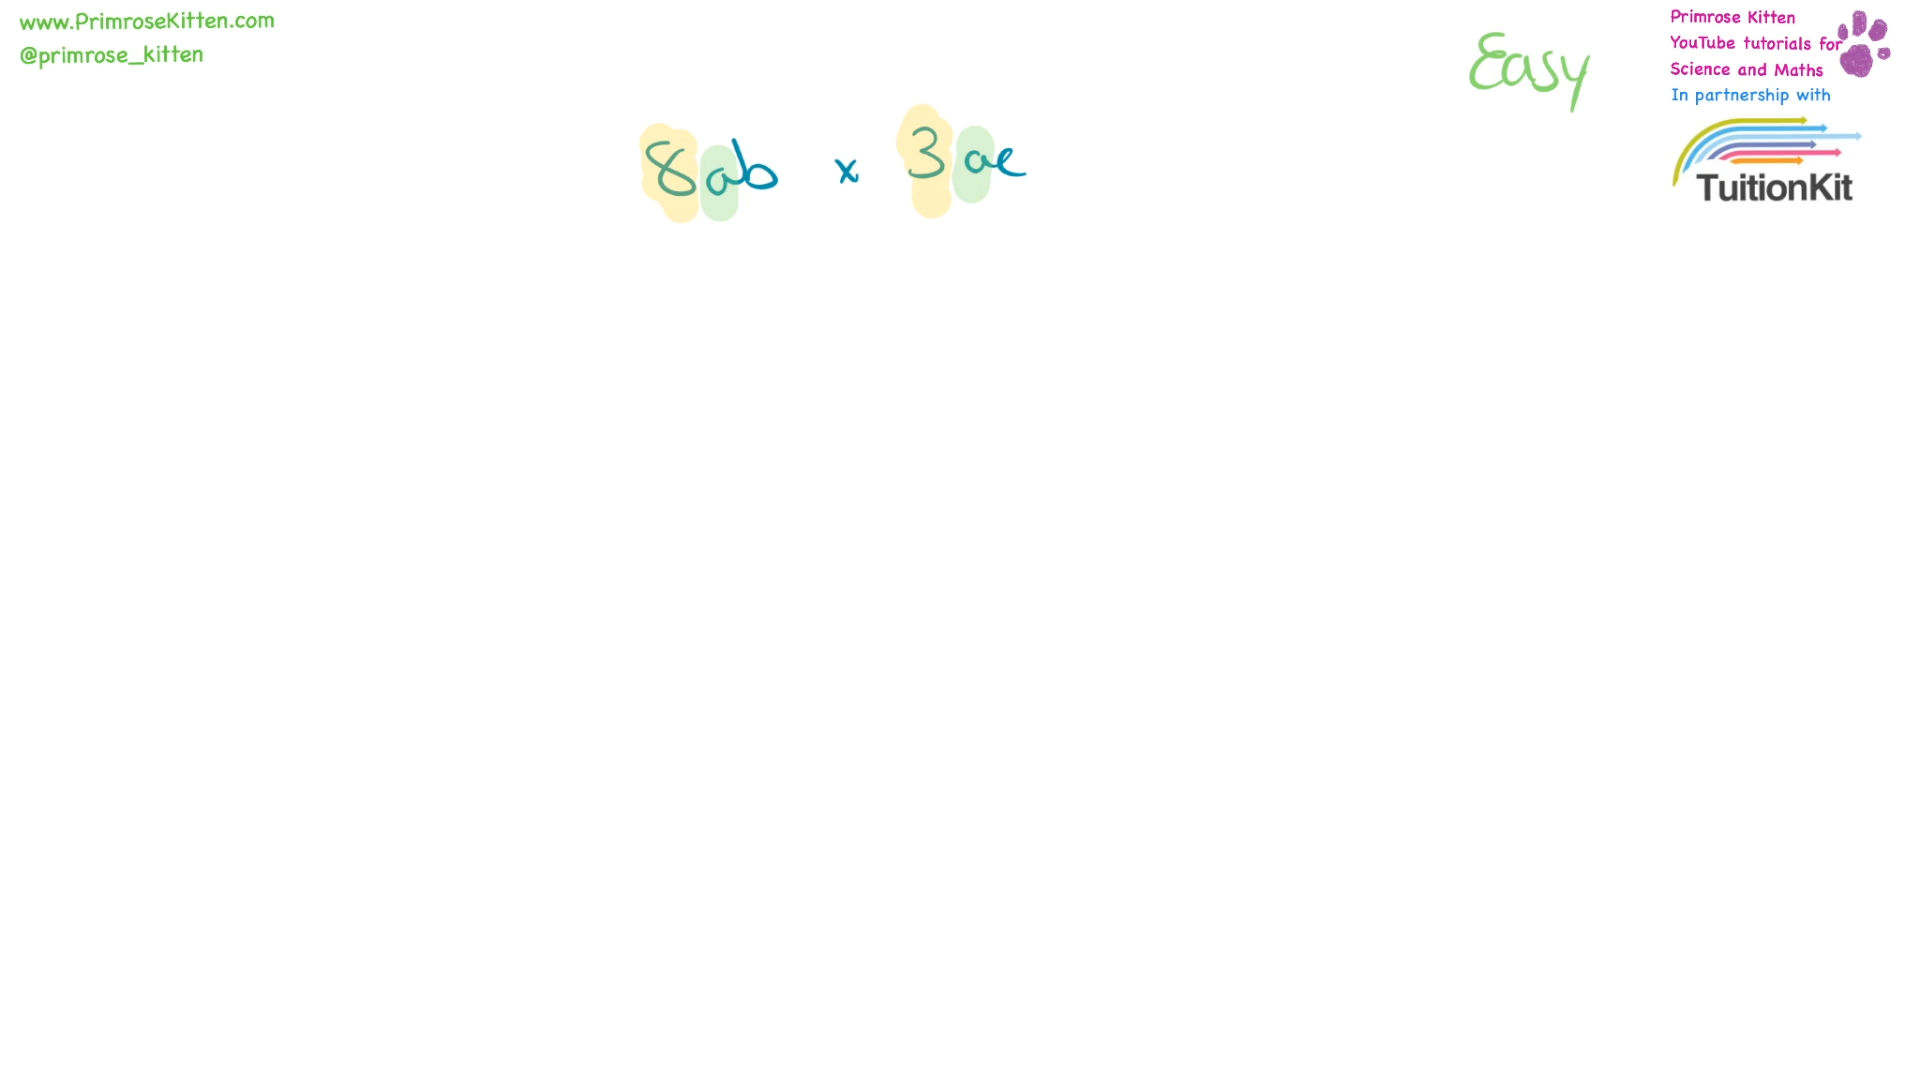 www.PrimroseKitten.com
@primrose_kitten
Easy
Primrose Kitten
YouTube tutorials for
Science and Maths
In partnership with
TuitionKit
8ab x 3ae